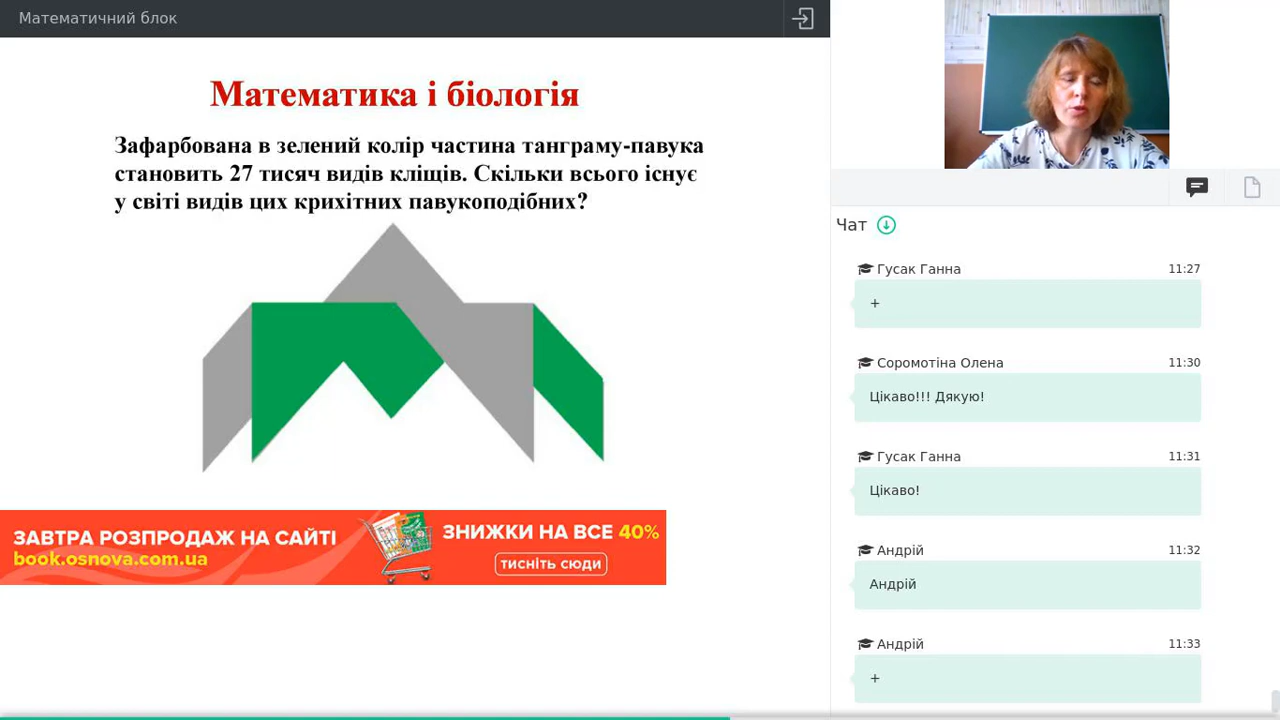 Математичний блок
Математика і біологія
Зафарбована в зелений колір частина танграму-павука
становить 27 тисяч видів кліщів. Скільки всього існує
у світі видів цих крихітних павукоподібних?
ЗАВТРА РОЗПРОДАЖ НА САЙТІ
book.osnova.com.ua
ЗНИЖКИ НА ВСЕ 40%
тисніть сюди
Чат
Гусак Ганна 11:27
+
Соромотіна Олена 11:30
Цікаво!!! Дякую!
Гусак Ганна 11:31
Цікаво!
Андрій 11:32
Андрій
Андрій 11:33
+